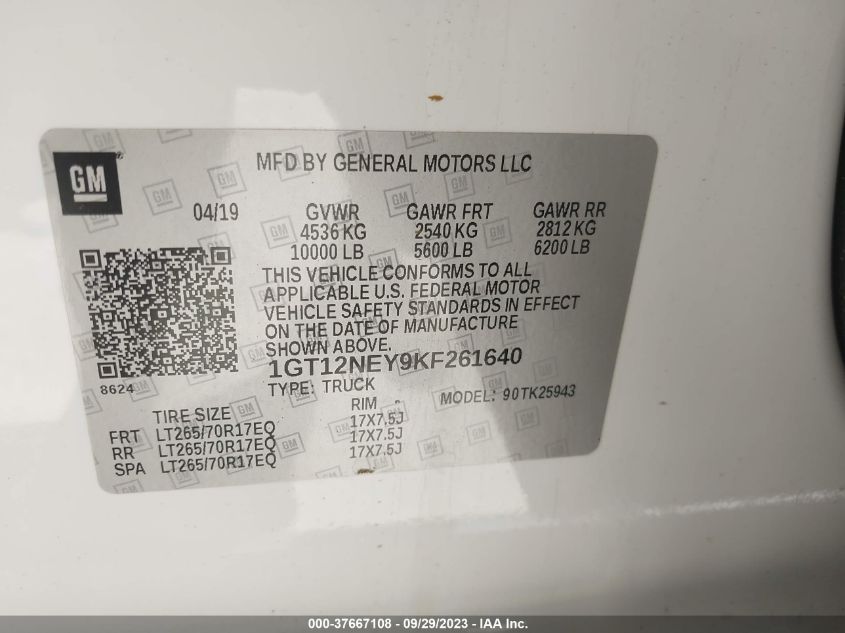 GM
MFD BY GENERAL MOTORS LLC
04/19 GVWR GAWR FRT GAWR RR
4536 KG 2540 KG 2812 KG
10000 LB 5600 LB 6200 LB
THIS VEHICLE CONFORMS TO ALL
APPLICABLE U.S. FEDERAL MOTOR
VEHICLE SAFETY STANDARDS IN EFFECT
ON THE DATE OF MANUFACTURE
SHOWN ABOVE.
1GT12NEY9KF261640
8624
TYPE: TRUCK MODEL: 90TK25943
TIRE SIZE RIM
FRT LT265/70R17EQ 17X7.5J
RR LT265/70R17EQ 17X7.5J
SPA LT265/70R17EQ 17X7.5J
000-37667108 - 09/29/2023 - IAA Inc.